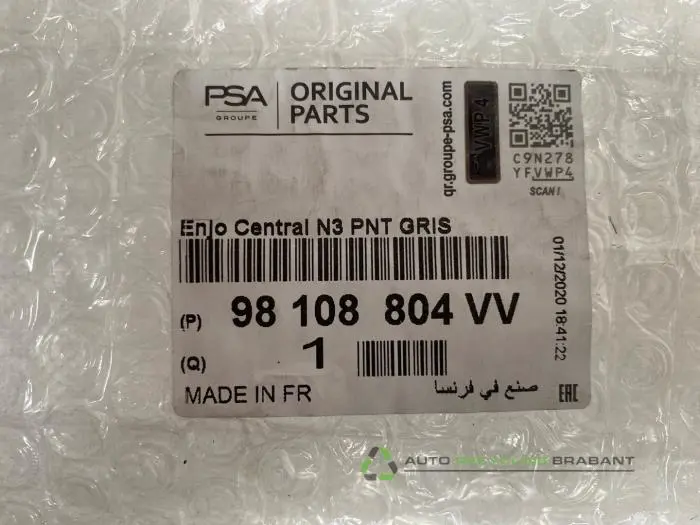 PSA
GROUPE
ORIGINAL
PARTS
qr.groupe-psa.com
VWP4
C9N278
YFVWP4
SCAN!
Enjo Central N3 PNT GRIS
(P) 98 108 804 VV
(Q) 1
MADE IN FR
صنع في فرنسا
EAC
01/12/2020 18:41:22
AUTO BRABANT